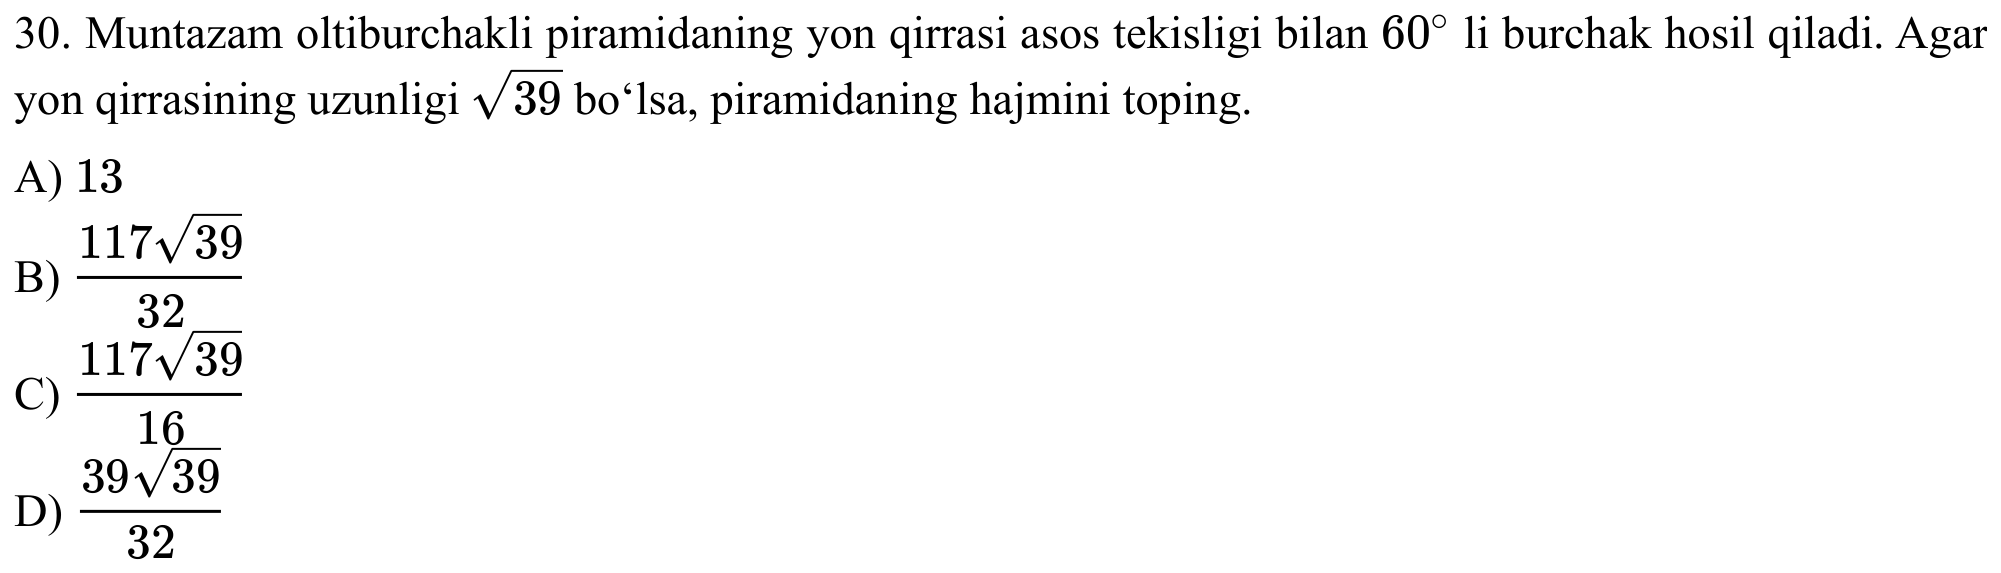 30. Muntazam oltiburchakli piramidaning yon qirrasi asos tekisligi bilan 60° li burchak hosil qiladi. Agar
yon qirrasining uzunligi √39 bo‘lsa, piramidaning hajmini toping.
A) 13
B) 117√39/32
C) 117√39/16
D) 39√39/32